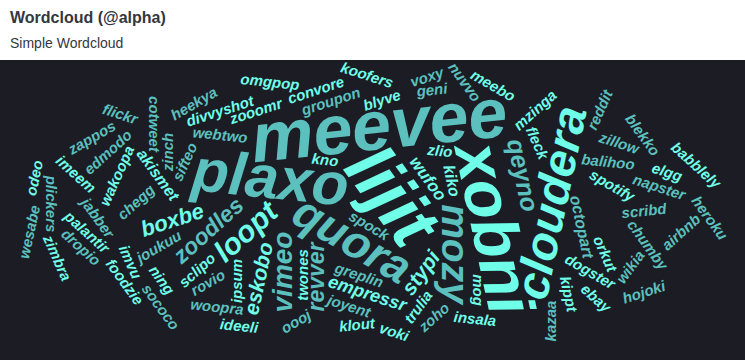 Wordcloud (@alpha)
Simple Wordcloud
koofers
omgpop
convore
voxy
geni
nuvvo
meebo
heekya
divvyshot
zooomr
groupon
blyve
mzinga
reddit
flickr
cotweet
zappos
edmodo
webtwo
meevee
fleck
blekko
zillow
zinch
sifteo
kno
zlio
qeyno
balihoo
babblely
elgg
imeem
wakoopa
akismet
plaxo
jijit
wufoo
kiko
xobni
cloudera
spotify
napster
odeo
plickers
chegg
boxbe
zoodles
loopt
quora
spock
mozy
octopart
scribd
heroku
wesabe
jabber
palantir
dropio
joukuu
chumby
airbnb
zimbra
foodzie
imvu
ning
sclipo
rovio
eskobo
vimeo
twones
revver
greplin
stypi
orkut
dogster
wikia
sococo
woopra
ipsum
empressr
joyent
trulia
mog
kippt
ebay
hojoki
ideeli
oooj
klout
voki
zoho
insala
kazaa